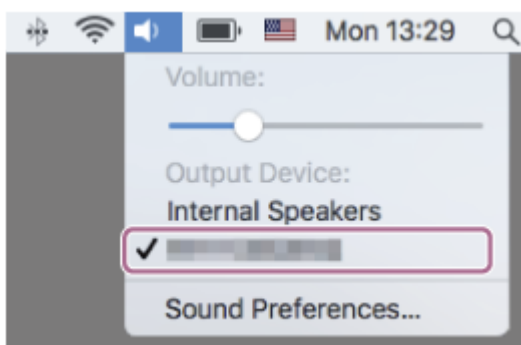 Mon 13:29
Volume:
Output Device:
Internal Speakers
Sound Preferences...